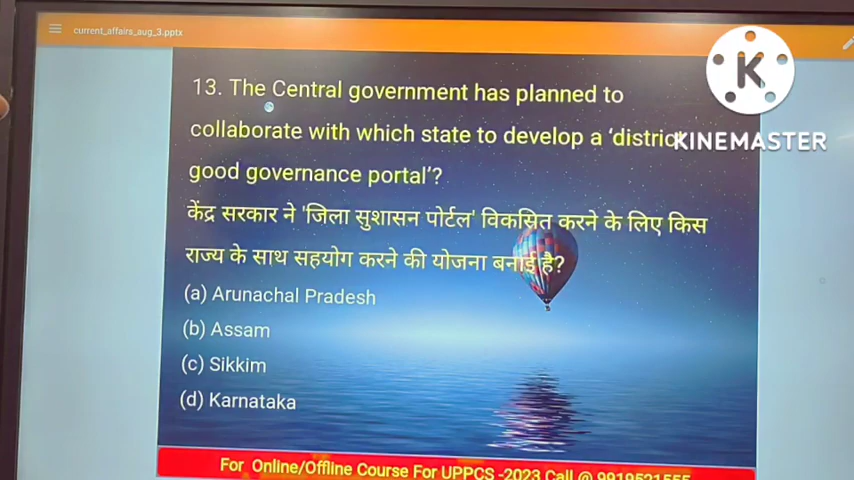 current_affairs_aug_3.pptx
K
KINEMASTER
13. The Central government has planned to
collaborate with which state to develop a ‘district
good governance portal’?
केंद्र सरकार ने 'जिला सुशासन पोर्टल' विकसित करने के लिए किस
राज्य के साथ सहयोग करने की योजना बनाई है?
(a) Arunachal Pradesh
(b) Assam
(c) Sikkim
(d) Karnataka
For Online/Offline Course For UPPCS -2023 Call @ 9919521555